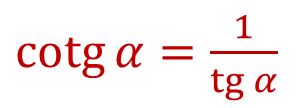 cotg α = 1/tg α